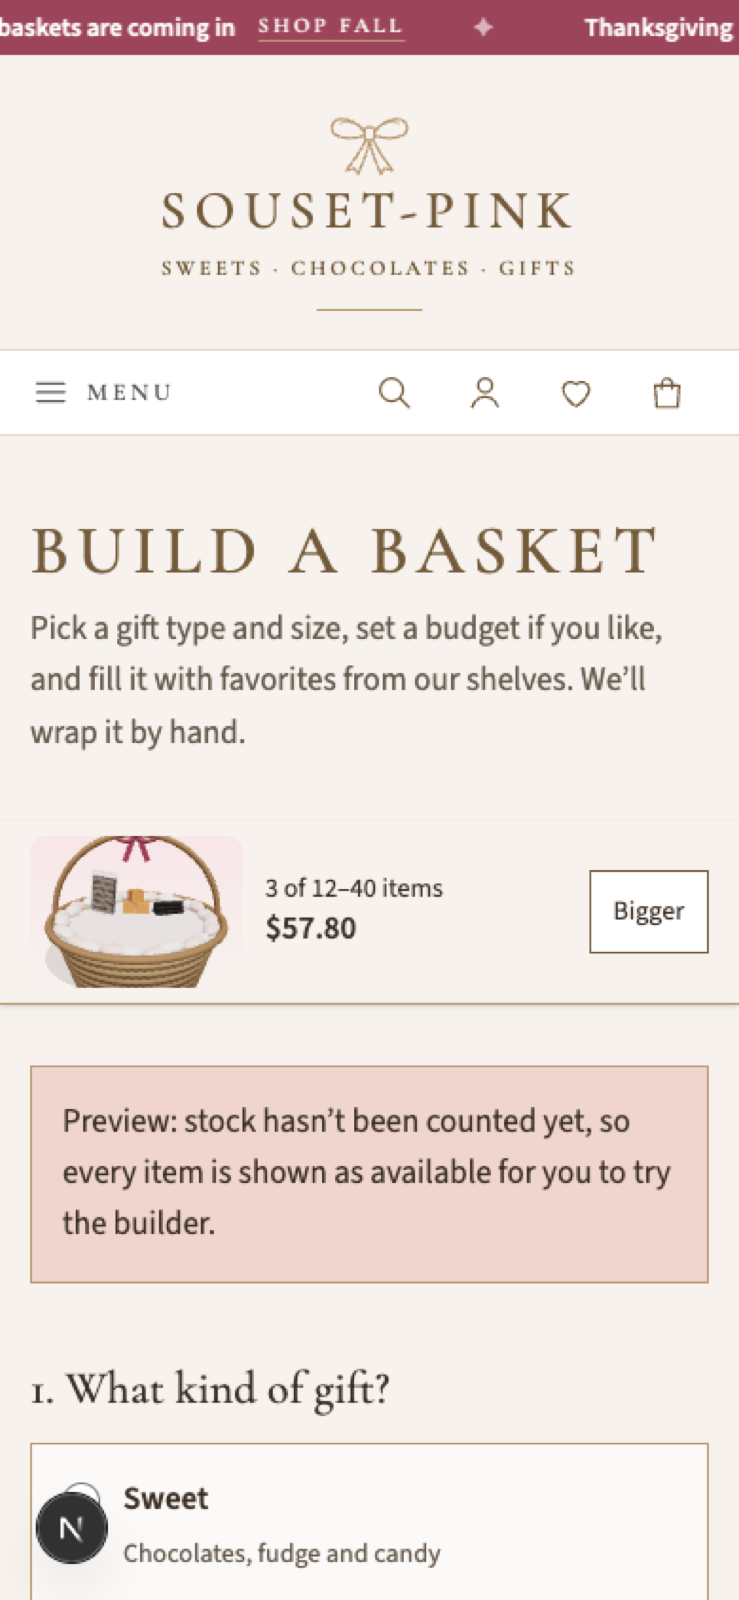 baskets are coming in SHOP FALL ✦ Thanksgiving
SOUSET-PINK
SWEETS · CHOCOLATES · GIFTS
MENU
BUILD A BASKET
Pick a gift type and size, set a budget if you like,
and fill it with favorites from our shelves. We’ll
wrap it by hand.
3 of 12–40 items
$57.80
Bigger
Preview: stock hasn’t been counted yet, so
every item is shown as available for you to try
the builder.
1. What kind of gift?
Sweet
N
Chocolates, fudge and candy